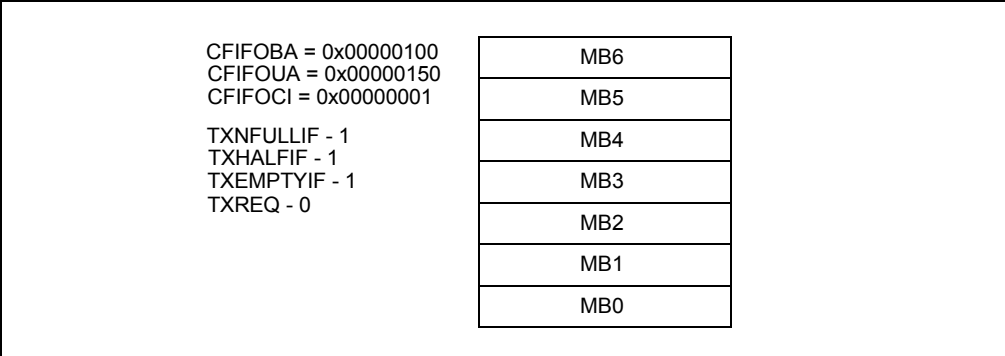 CFIFOBA = 0x00000100
CFIFOUA = 0x00000150
CFIFOCI = 0x00000001
TXNFULLIF - 1
TXHALFIF - 1
TXEMPTYIF - 1
TXREQ - 0
MB6
MB5
MB4
MB3
MB2
MB1
MB0